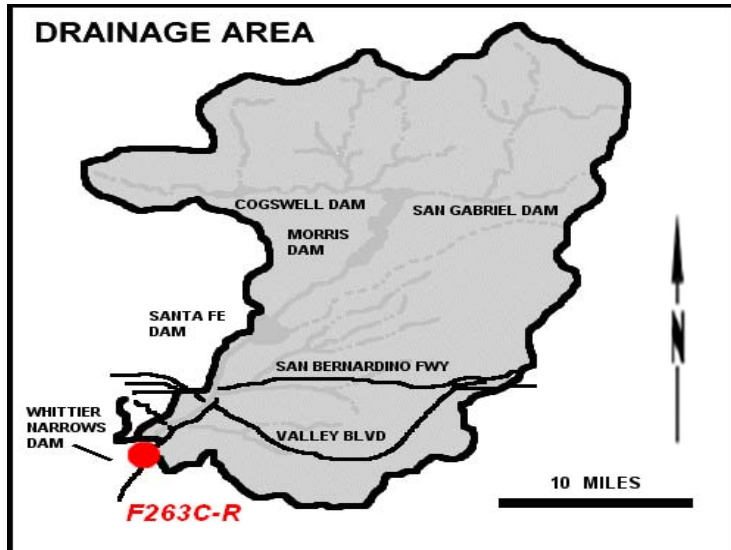 DRAINAGE AREA
COGSWELL DAM
SAN GABRIEL DAM
MORRIS
DAM
SANTA FE
DAM
SAN BERNARDINO FWY
WHITTIER
NARROWS
DAM
VALLEY BLVD
N
10 MILES
F263C-R